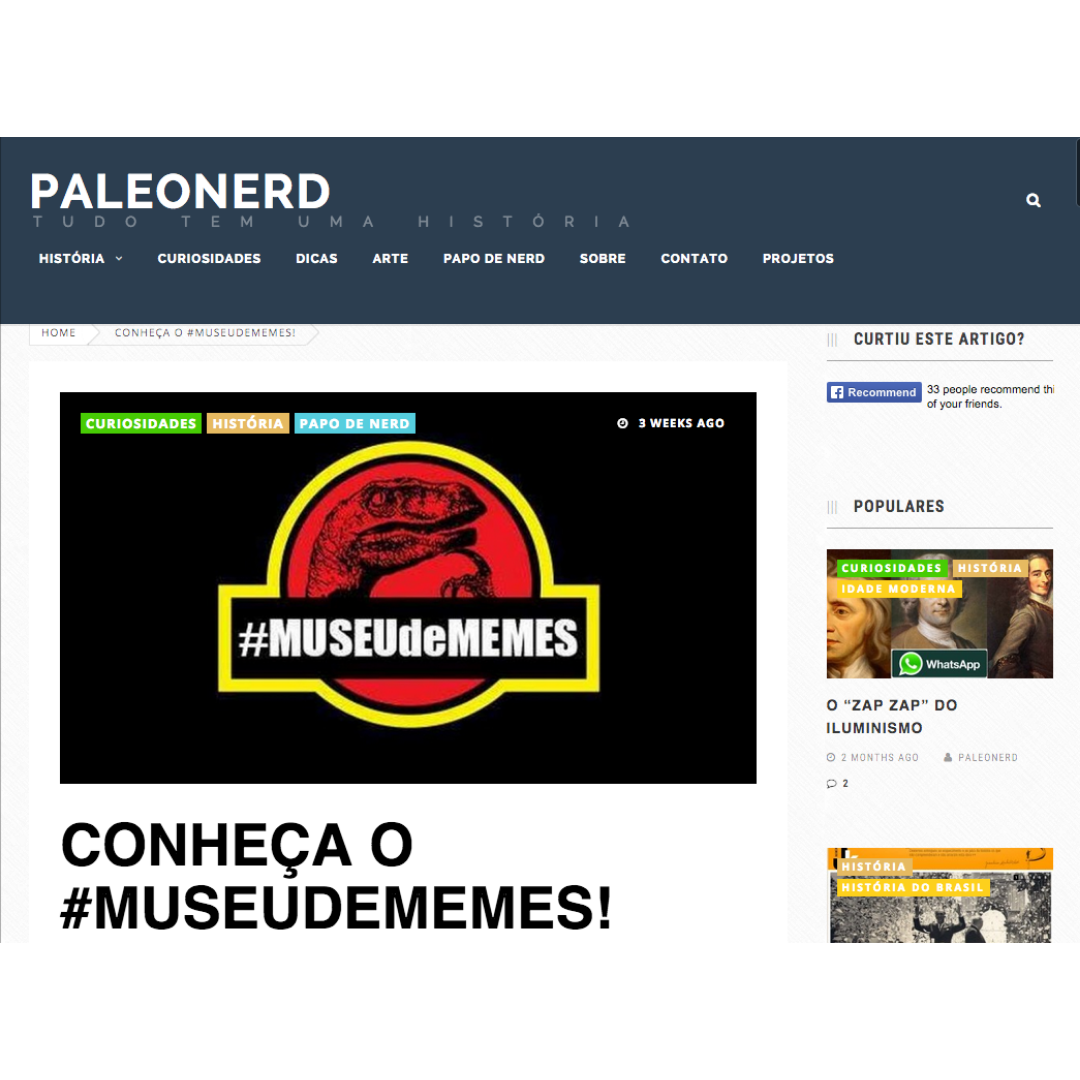 PALEONERD
TUDO TEM UMA HISTÓRIA
HISTÓRIA CURIOSIDADES DICAS ARTE PAPO DE NERD SOBRE CONTATO PROJETOS
HOME CONHEÇA O #MUSEUDEMEMES!
CURIOSIDADES HISTÓRIA PAPO DE NERD 3 WEEKS AGO
#MUSEUdeMEMES
CONHEÇA O
#MUSEUDEMEMES!
CURTIU ESTE ARTIGO?
Recommend 33 people recommend thi
of your friends.
POPULARES
CURIOSIDADES HISTÓRIA
IDADE MODERNA
WhatsApp
O “ZAP ZAP” DO
ILUMINISMO
2 MONTHS AGO PALEONERD
2
HISTÓRIA
HISTÓRIA DO BRASIL